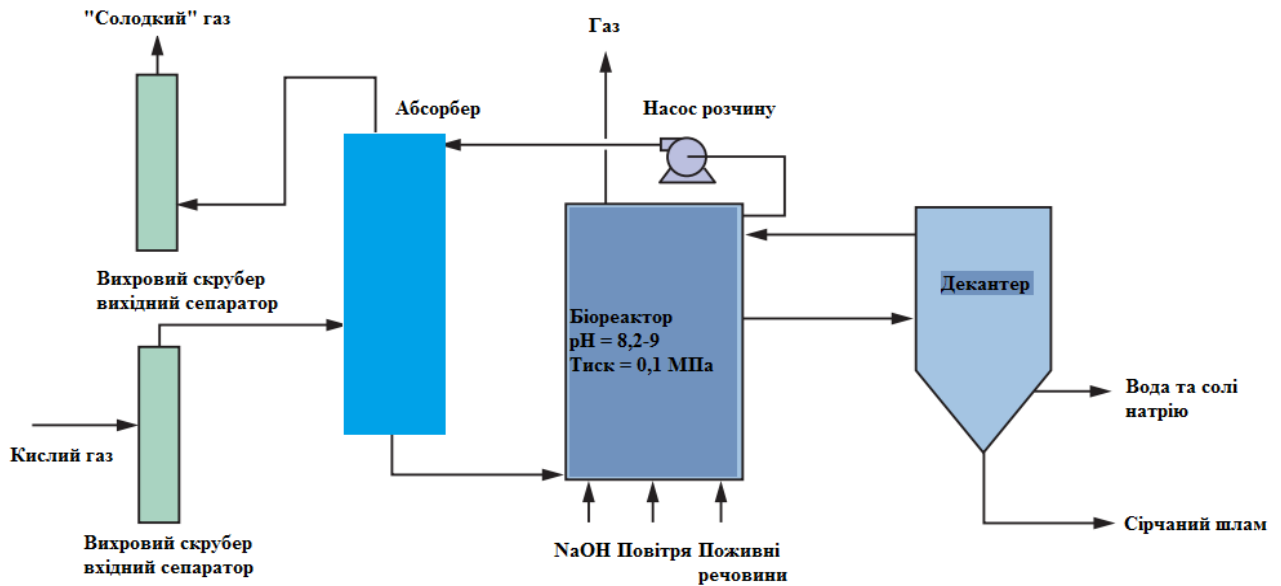 "Солодкий" газ
Газ
Абсорбер
Насос розчину
Вихровий скрубер
вихідний сепаратор
Декантер
Біореактор
pH = 8,2-9
Тиск = 0,1 МПа
Вода та солі
натрію
Кислий газ
Сірчаний шлам
Вихровий скрубер
вхідний сепаратор
NaOH Повітря Поживні
речовини